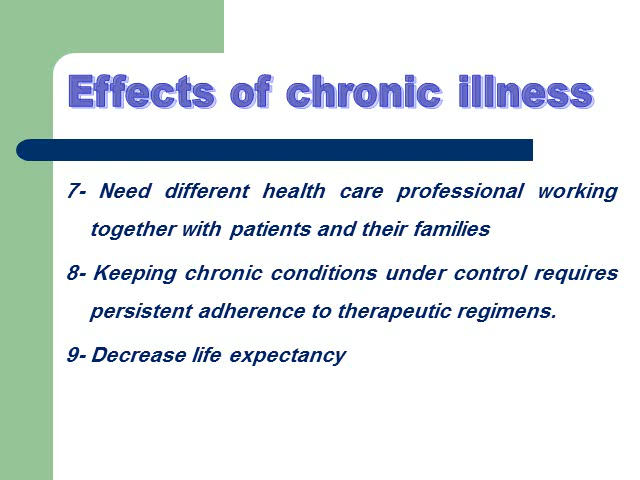 Effects of chronic illness
7- Need different health care professional working
together with patients and their families
8- Keeping chronic conditions under control requires
persistent adherence to therapeutic regimens.
9- Decrease life expectancy